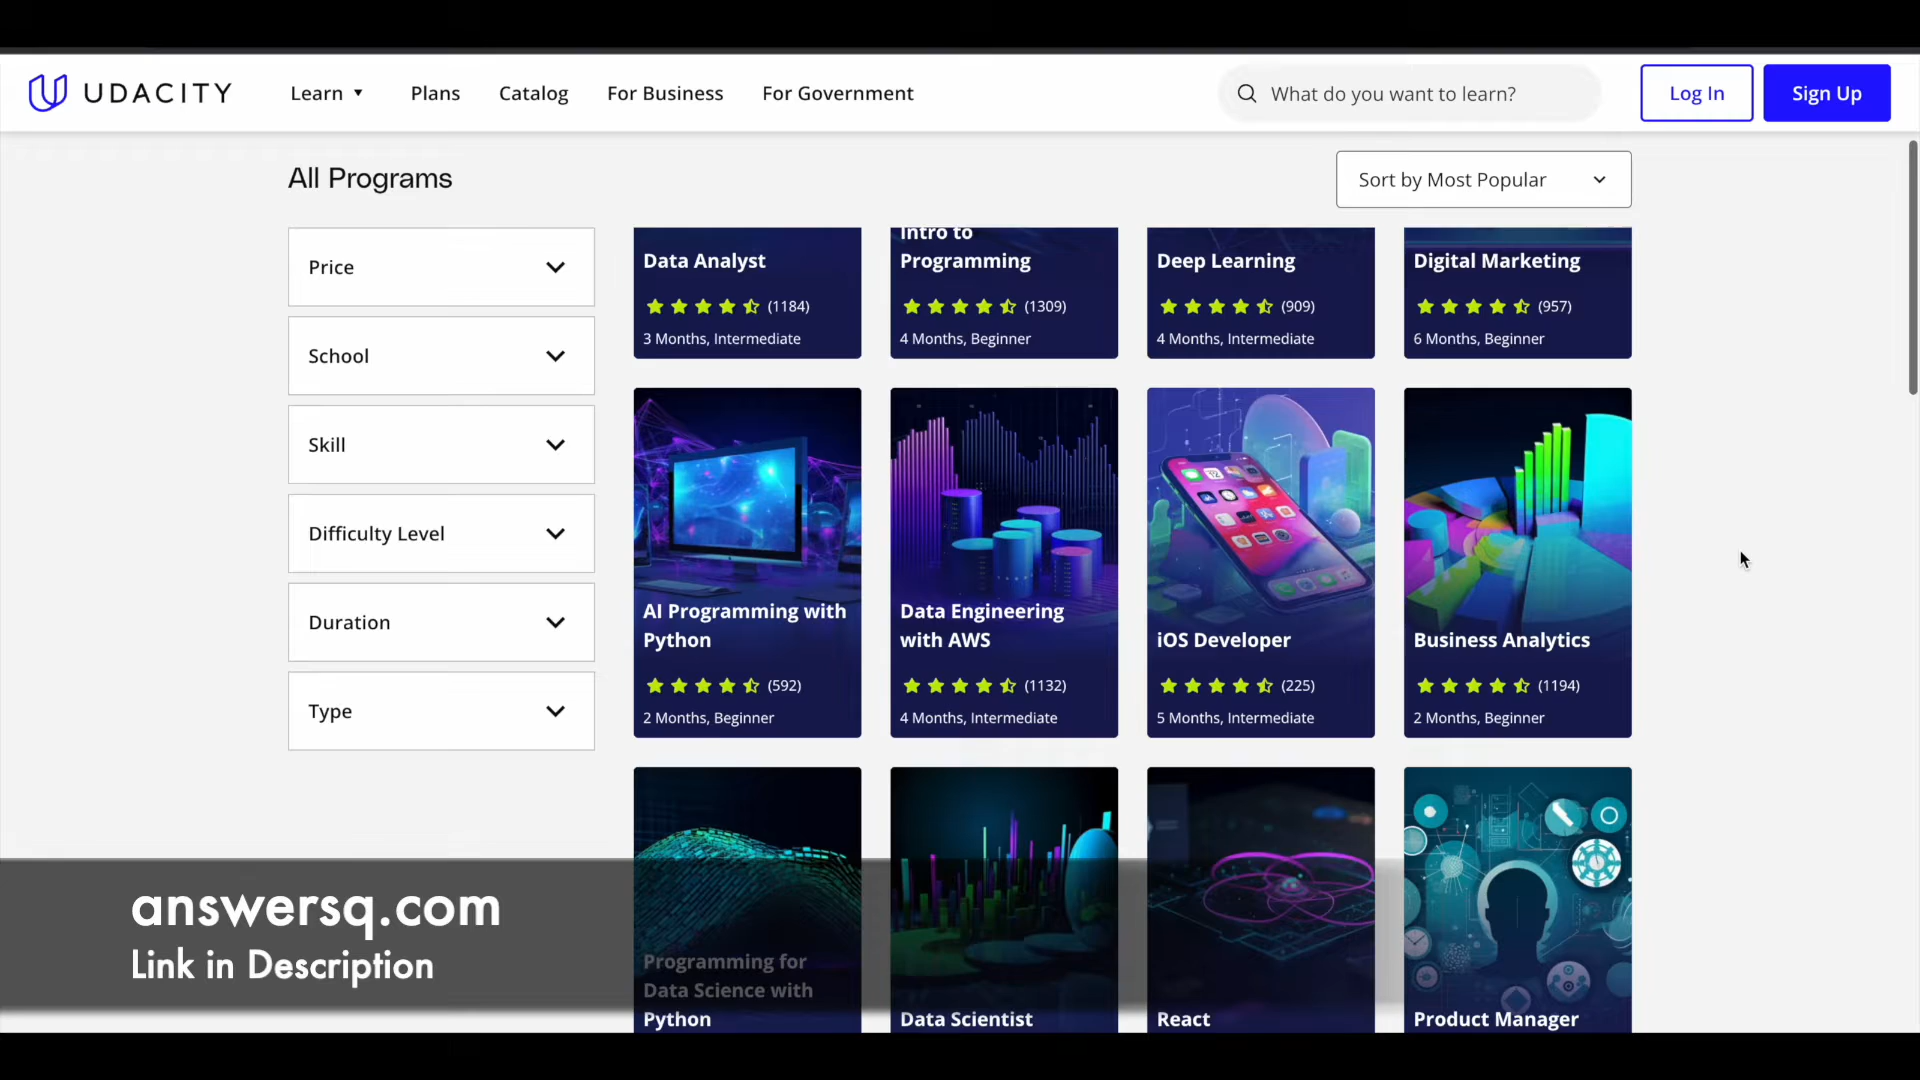 UDACITY
Learn
Plans
Catalog
For Business
For Government
What do you want to learn?
Log In
Sign Up
All Programs
Sort by Most Popular
Price
School
Skill
Difficulty Level
Duration
Type
Data Analyst
(1184)
3 Months, Intermediate
Intro to
Programming
(1309)
4 Months, Beginner
Deep Learning
(909)
4 Months, Intermediate
Digital Marketing
(957)
6 Months, Beginner
AI Programming with
Python
(592)
2 Months, Beginner
Data Engineering
with AWS
(1132)
4 Months, Intermediate
iOS Developer
(225)
5 Months, Intermediate
Business Analytics
(1194)
2 Months, Beginner
Programming for
Data Science with
Python
Data Scientist
React
Product Manager
answersq.com
Link in Description